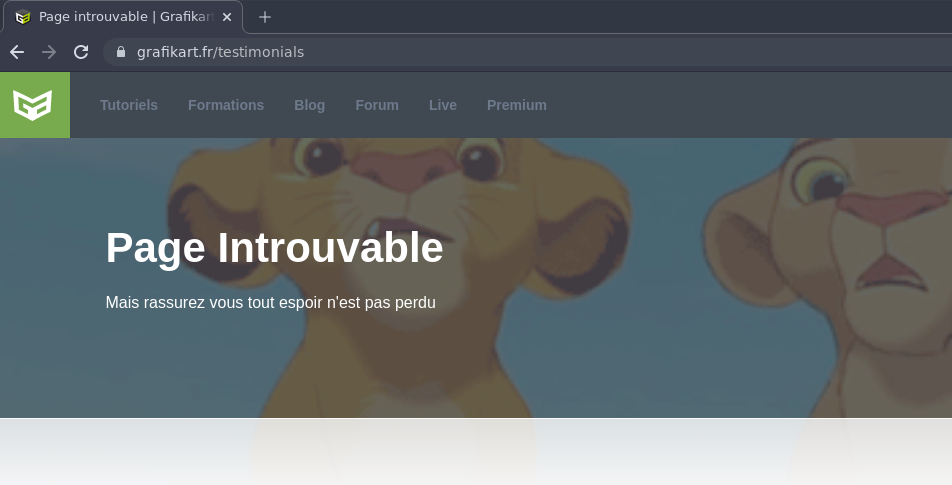 Page introuvable | Grafikar
grafikart.fr/testimonials
Tutoriels Formations Blog Forum Live Premium
Page Introuvable
Mais rassurez vous tout espoir n'est pas perdu